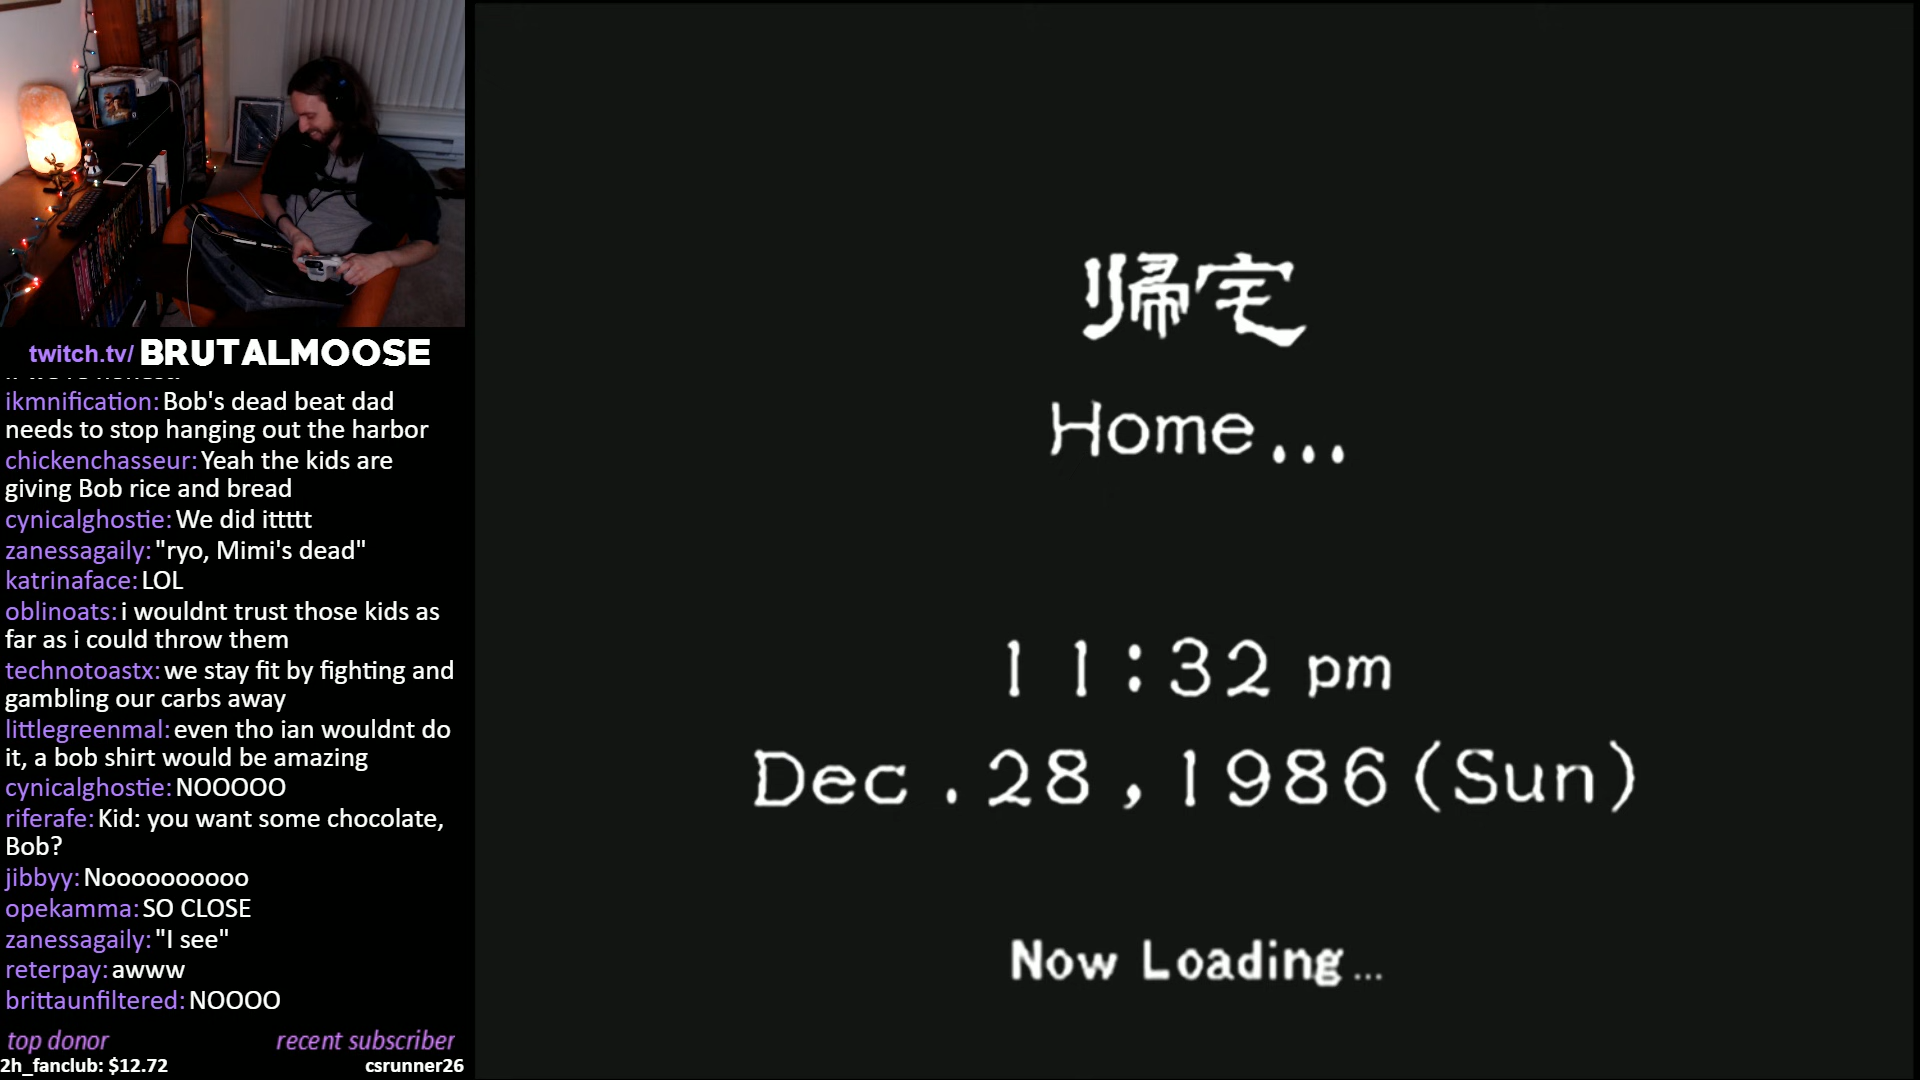 twitch.tv/ BRUTALMOOSE
ikmnification: Bob's dead beat dad
needs to stop hanging out the harbor
chickenchasseur: Yeah the kids are
giving Bob rice and bread
cynicalghostie: We did ittttt
zanessagaily: "ryo, Mimi's dead"
katrinaface: LOL
oblinoats: i wouldnt trust those kids as
far as i could throw them
technotoastx: we stay fit by fighting and
gambling our carbs away
littlegreenmal: even tho ian wouldnt do
it, a bob shirt would be amazing
cynicalghostie: NOOOOO
riferafe: Kid: you want some chocolate,
Bob?
jibbyy: Noooooooooo
opekamma: SO CLOSE
zanessagaily: "I see"
reterpay: awww
brittaunfiltered: NOOOO
top donor recent subscriber
2h_fanclub: $12.72 csrunner26
帰宅
Home...
11:32 pm
Dec.28,1986(Sun)
Now Loading...